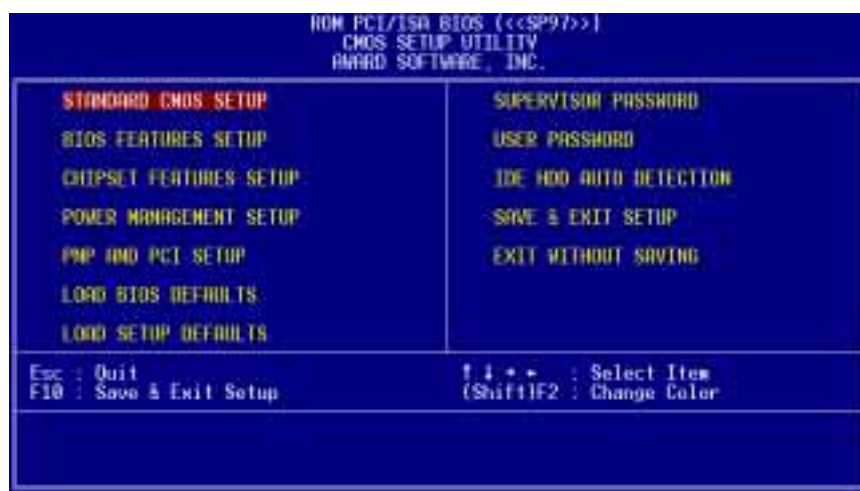 ROM PCI/ISA BIOS (<<SP97>>)
CMOS SETUP UTILITY
AWARD SOFTWARE, INC.
STANDARD CMOS SETUP
BIOS FEATURES SETUP
CHIPSET FEATURES SETUP
POWER MANAGEMENT SETUP
PNP AND PCI SETUP
LOAD BIOS DEFAULTS
LOAD SETUP DEFAULTS
SUPERVISOR PASSWORD
USER PASSWORD
IDE HDD AUTO DETECTION
SAVE & EXIT SETUP
EXIT WITHOUT SAVING
Esc : Quit
F10 : Save & Exit Setup
↑ ↓ → ← : Select Item
(Shift)F2 : Change Color